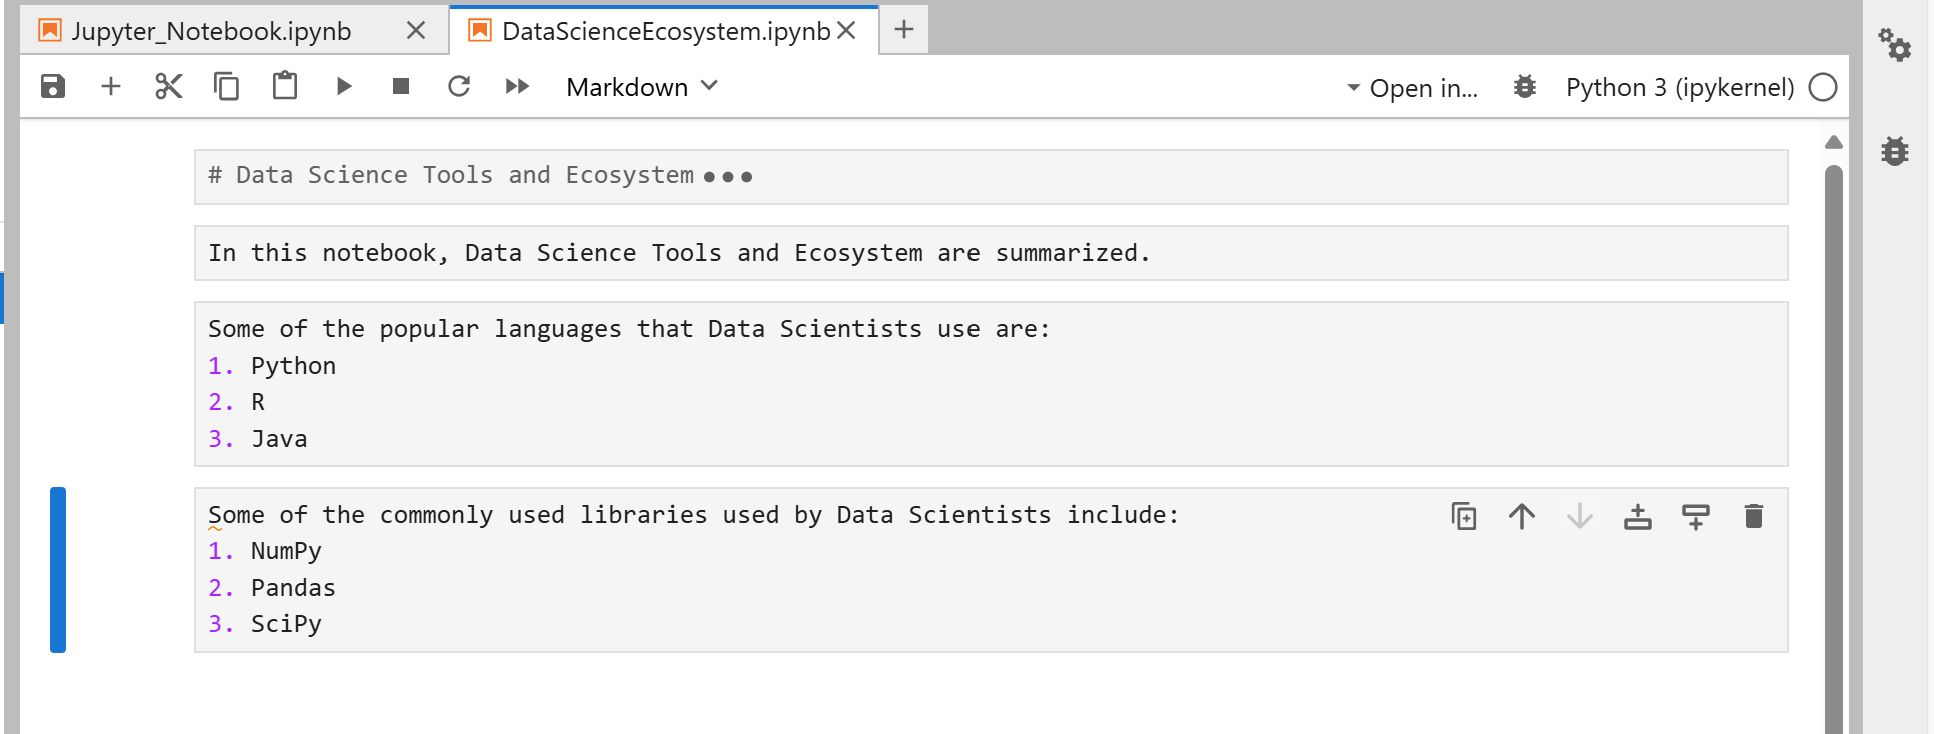 Jupyter_Notebook.ipynb
DataScienceEcosystem.ipynb
Markdown
Open in...
Python 3 (ipykernel)
# Data Science Tools and Ecosystem
In this notebook, Data Science Tools and Ecosystem are summarized.
Some of the popular languages that Data Scientists use are:
1. Python
2. R
3. Java
Some of the commonly used libraries used by Data Scientists include:
1. NumPy
2. Pandas
3. SciPy